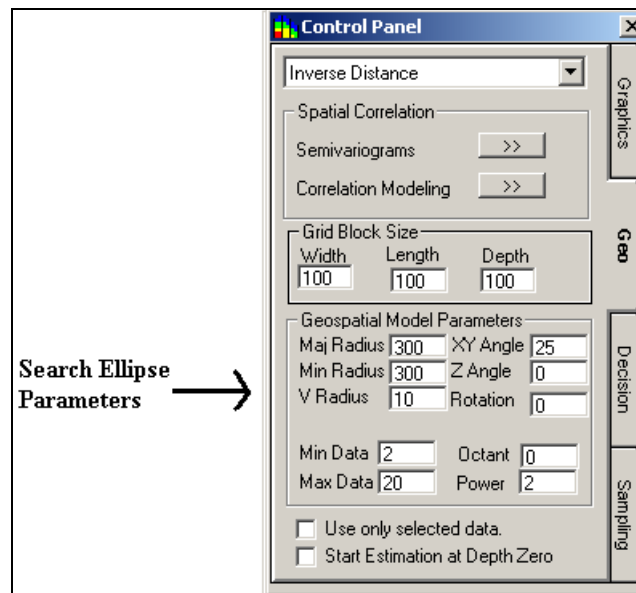 Control Panel
Inverse Distance
Spatial Correlation
Semivariograms >>
Correlation Modeling >>
Grid Block Size
Width Length Depth
100 100 100
Geospatial Model Parameters
Maj Radius 300 XY Angle 25
Min Radius 300 Z Angle 0
V Radius 10 Rotation 0
Min Data 2 Octant 0
Max Data 20 Power 2
Use only selected data.
Start Estimation at Depth Zero
Graphics
Geo
Decision
Sampling
Search Ellipse
Parameters